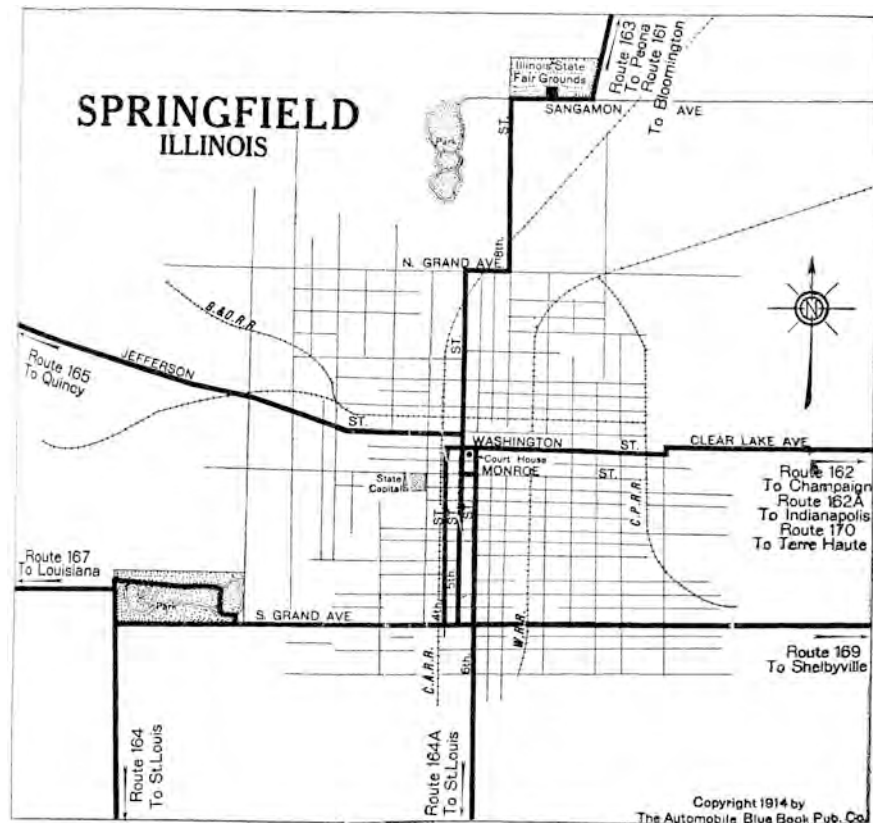 SPRINGFIELD
ILLINOIS
Illinois State
Fair Grounds
Route 163
To Peoria
Route 161
To Bloomington
SANGAMON AVE
ST.
Park
N. GRAND AVE
8th.
B. & O. R. R.
ST.
JEFFERSON
ST.
Route 165
To Quincy
WASHINGTON ST.
CLEAR LAKE AVE
Court House
MONROE ST.
State
Capital
C. P. R. R.
Route 162
To Champaign
Route 162A
To Indianapolis
Route 170
To Terre Haute
ST.
ST.
ST.
4th.
5th.
Route 167
To Louisiana
Park
S. GRAND AVE
W. R. R.
C. A. R. R.
6th.
Route 169
To Shelbyville
Route 164
To St. Louis
Route 164A
To St. Louis
Copyright 1914 by
The Automobile Blue Book Pub. Co.